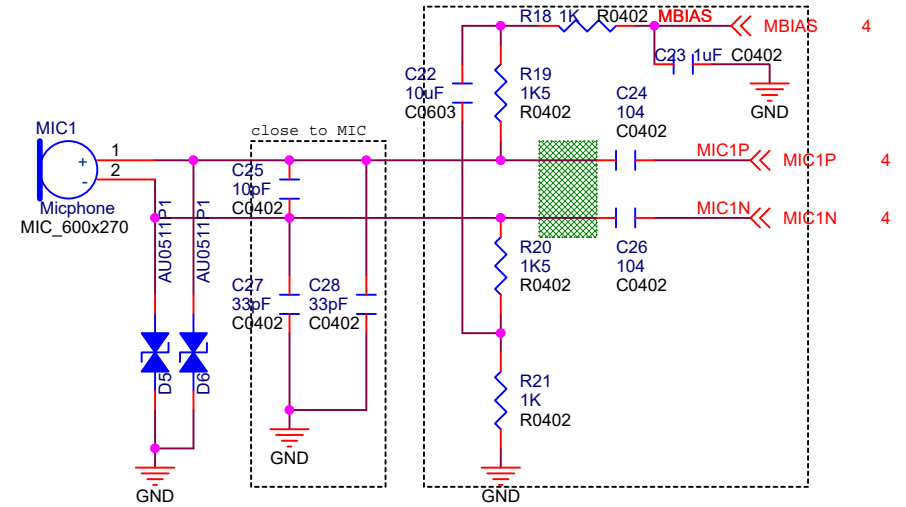 R18 1K R0402 MBIAS MBIAS 4
C23 1uF C0402
GND
C22
10uF
C0603
R19
1K5
R0402
C24
104
C0402
MIC1P MIC1P 4
MIC1N MIC1N 4
C26
104
C0402
R20
1K5
R0402
R21
1K
R0402
GND
close to MIC
C25
10pF
C0402
C27
33pF
C0402
C28
33pF
C0402
GND
MIC1
1
+
2
-
Micphone
MIC_600x270
AU0511P1
AU0511P1
D5
D6
GND